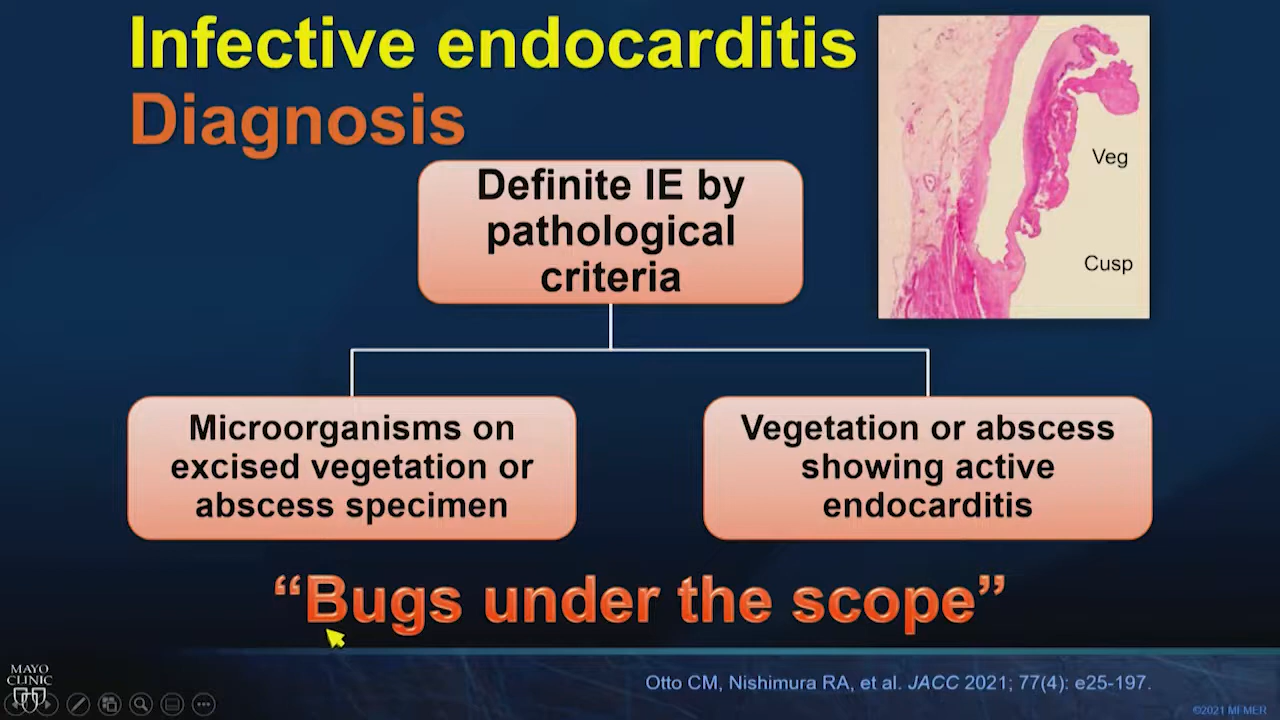 Infective endocarditis
Diagnosis
Veg
Cusp
Definite IE by
pathological
criteria
Microorganisms on
excised vegetation or
abscess specimen
Vegetation or abscess
showing active
endocarditis
“Bugs under the scope”
MAYO
CLINIC
Otto CM, Nishimura RA, et al. JACC 2021; 77(4): e25-197.
©2021 MFMER